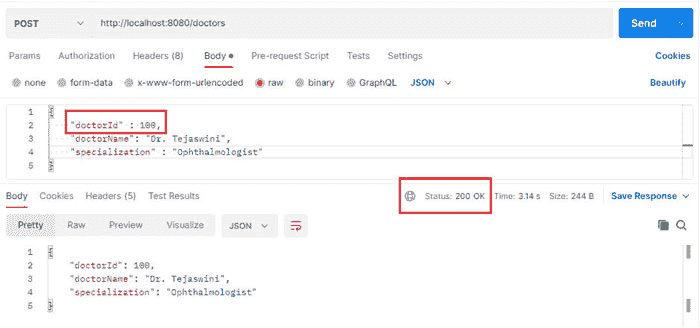 POST http://localhost:8080/doctors Send
Params Authorization Headers (8) Body Pre-request Script Tests Settings Cookies
none form-data x-www-form-urlencoded raw binary GraphQL JSON Beautify
1 {
2 "doctorId" : 100,
3 "doctorName": "Dr. Tejaswini",
4 "specialization" : "Ophthalmologist"
5 }
Body Cookies Headers (5) Test Results Status: 200 OK Time: 3.14 s Size: 244 B Save Response
Pretty Raw Preview Visualize JSON
1 {
2 "doctorId": 100,
3 "doctorName": "Dr. Tejaswini",
4 "specialization": "Ophthalmologist"
5 }